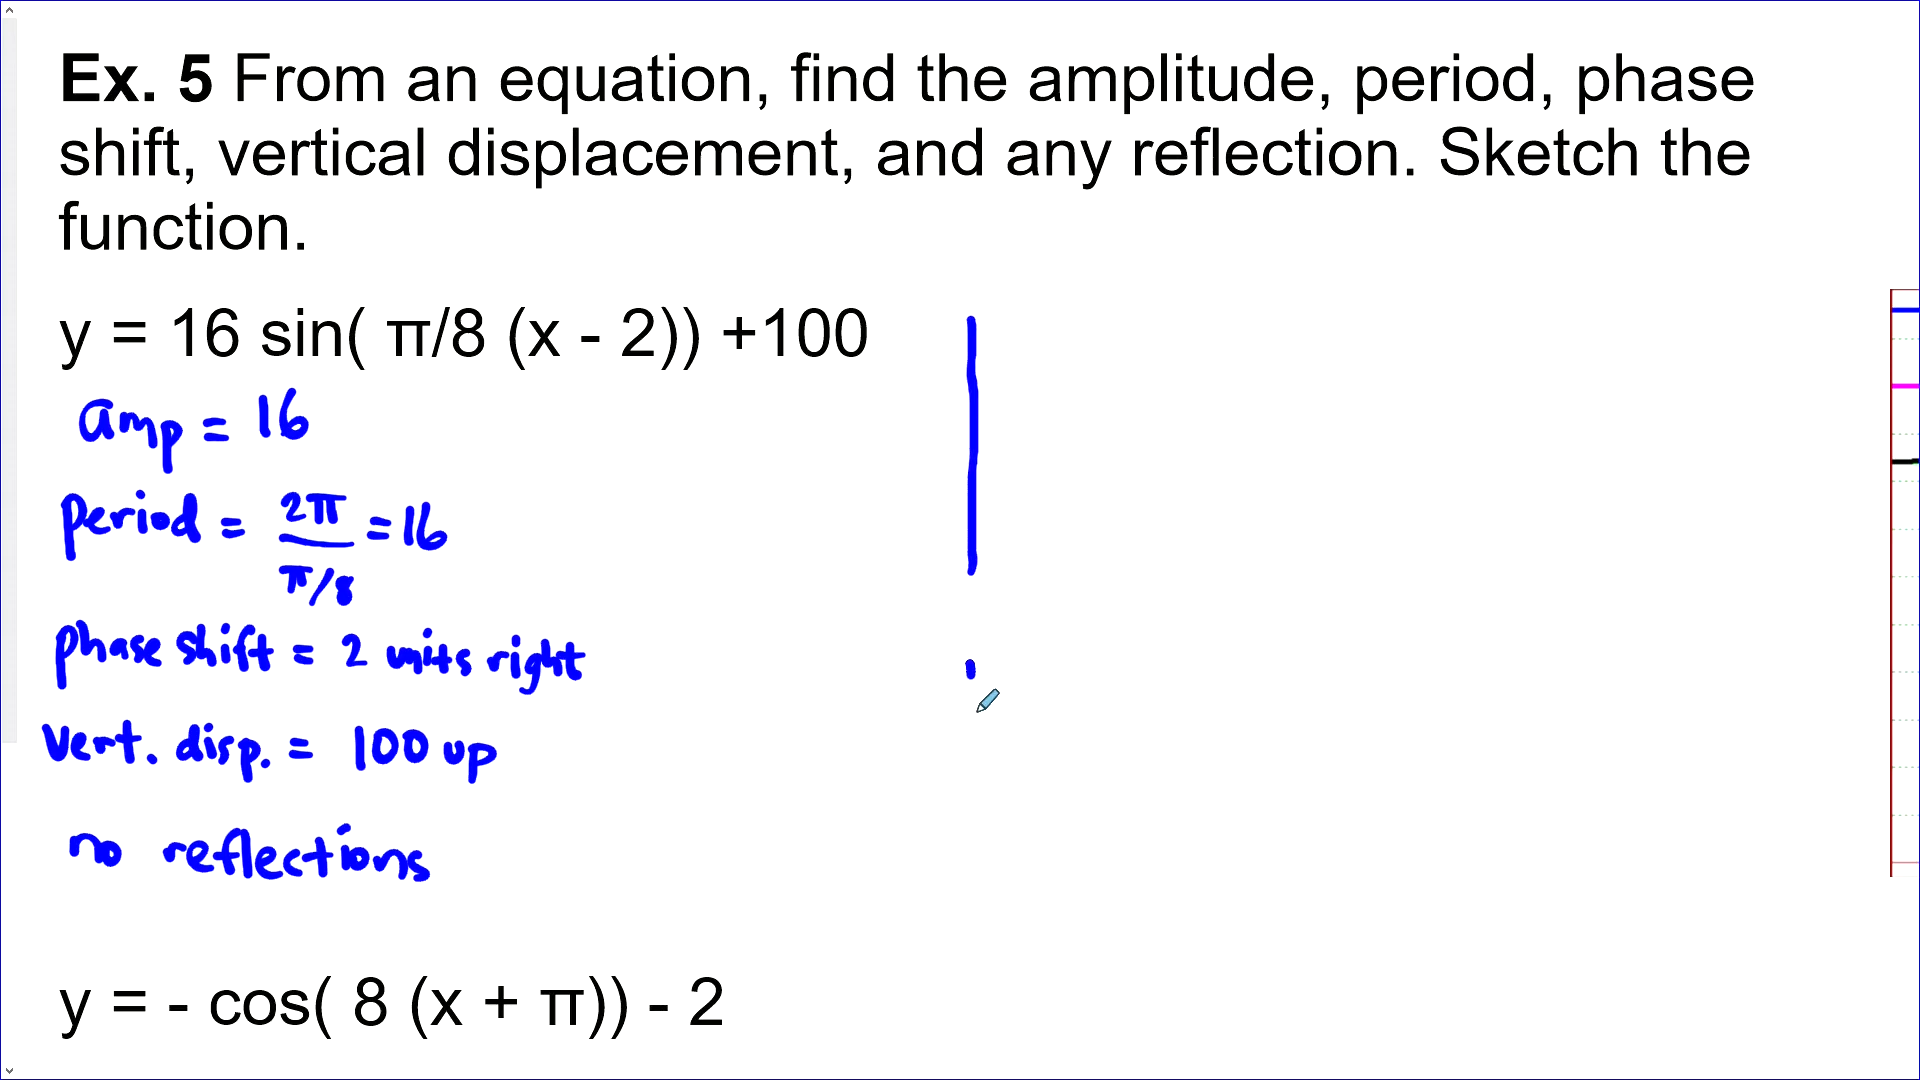 Ex. 5 From an equation, find the amplitude, period, phase
shift, vertical displacement, and any reflection. Sketch the
function.
y = 16 sin( π/8 (x - 2)) +100
amp = 16
period = 2π / π/8 = 16
phase shift = 2 units right
vert. disp. = 100 up
no reflections
y = - cos( 8 (x + π)) - 2